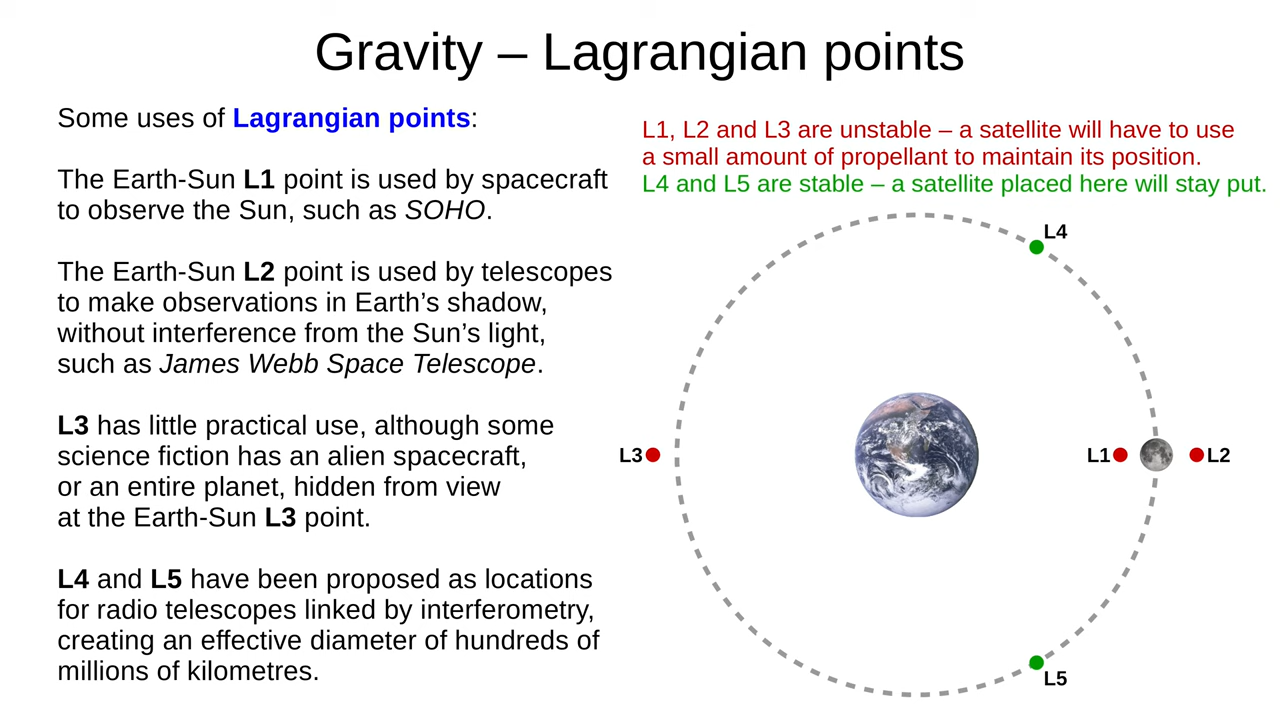 Gravity – Lagrangian points
Some uses of Lagrangian points:
The Earth-Sun L1 point is used by spacecraft
to observe the Sun, such as SOHO.
The Earth-Sun L2 point is used by telescopes
to make observations in Earth’s shadow,
without interference from the Sun’s light,
such as James Webb Space Telescope.
L3 has little practical use, although some
science fiction has an alien spacecraft,
or an entire planet, hidden from view
at the Earth-Sun L3 point.
L4 and L5 have been proposed as locations
for radio telescopes linked by interferometry,
creating an effective diameter of hundreds of
millions of kilometres.
L1, L2 and L3 are unstable – a satellite will have to use
a small amount of propellant to maintain its position.
L4 and L5 are stable – a satellite placed here will stay put.
L4
L3
L1
L2
L5